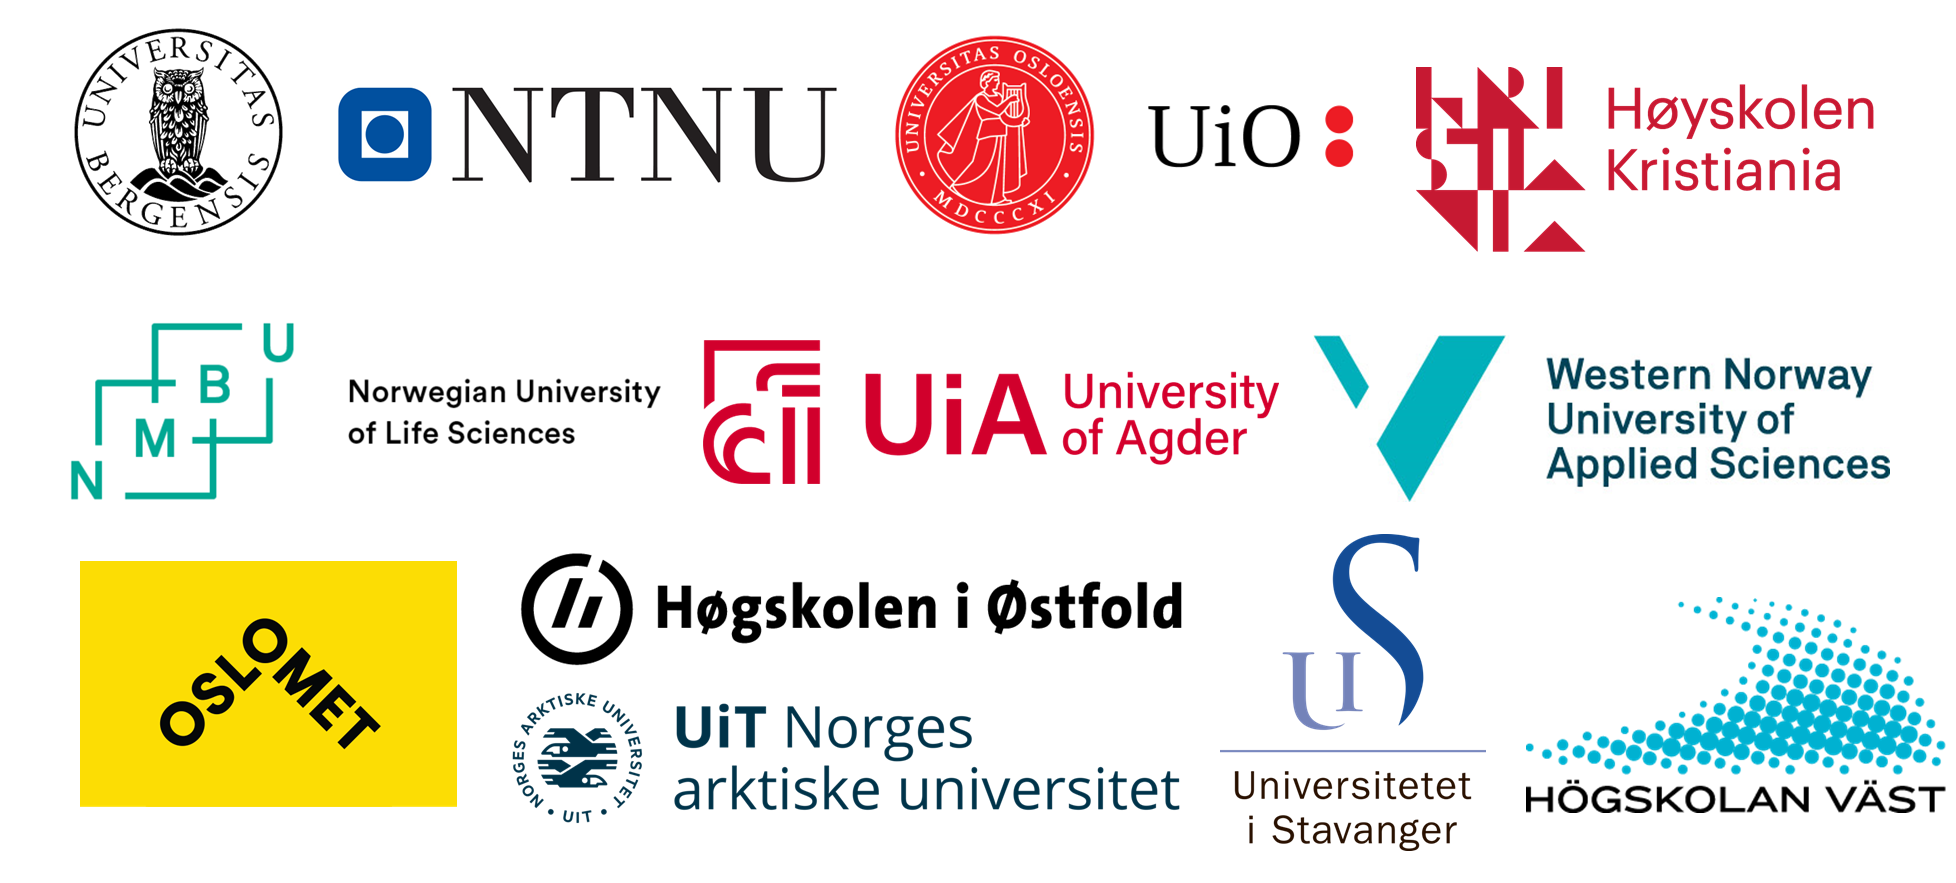 UNIVERSITAS BERGENSIS
NTNU
UNIVERSITAS OSLOENSIS
• MDCCCXI •
UiO
KRISTIANIA
Høyskolen
Kristiania
N M B U
Norwegian University
of Life Sciences
UiA
University
of Agder
Western Norway
University of
Applied Sciences
OSLOMET
Høgskolen i Østfold
NORGES ARKTISKE UNIVERSITET
• UIT •
UiT Norges
arktiske universitet
uiS
Universitetet
i Stavanger
HÖGSKOLAN VÄST